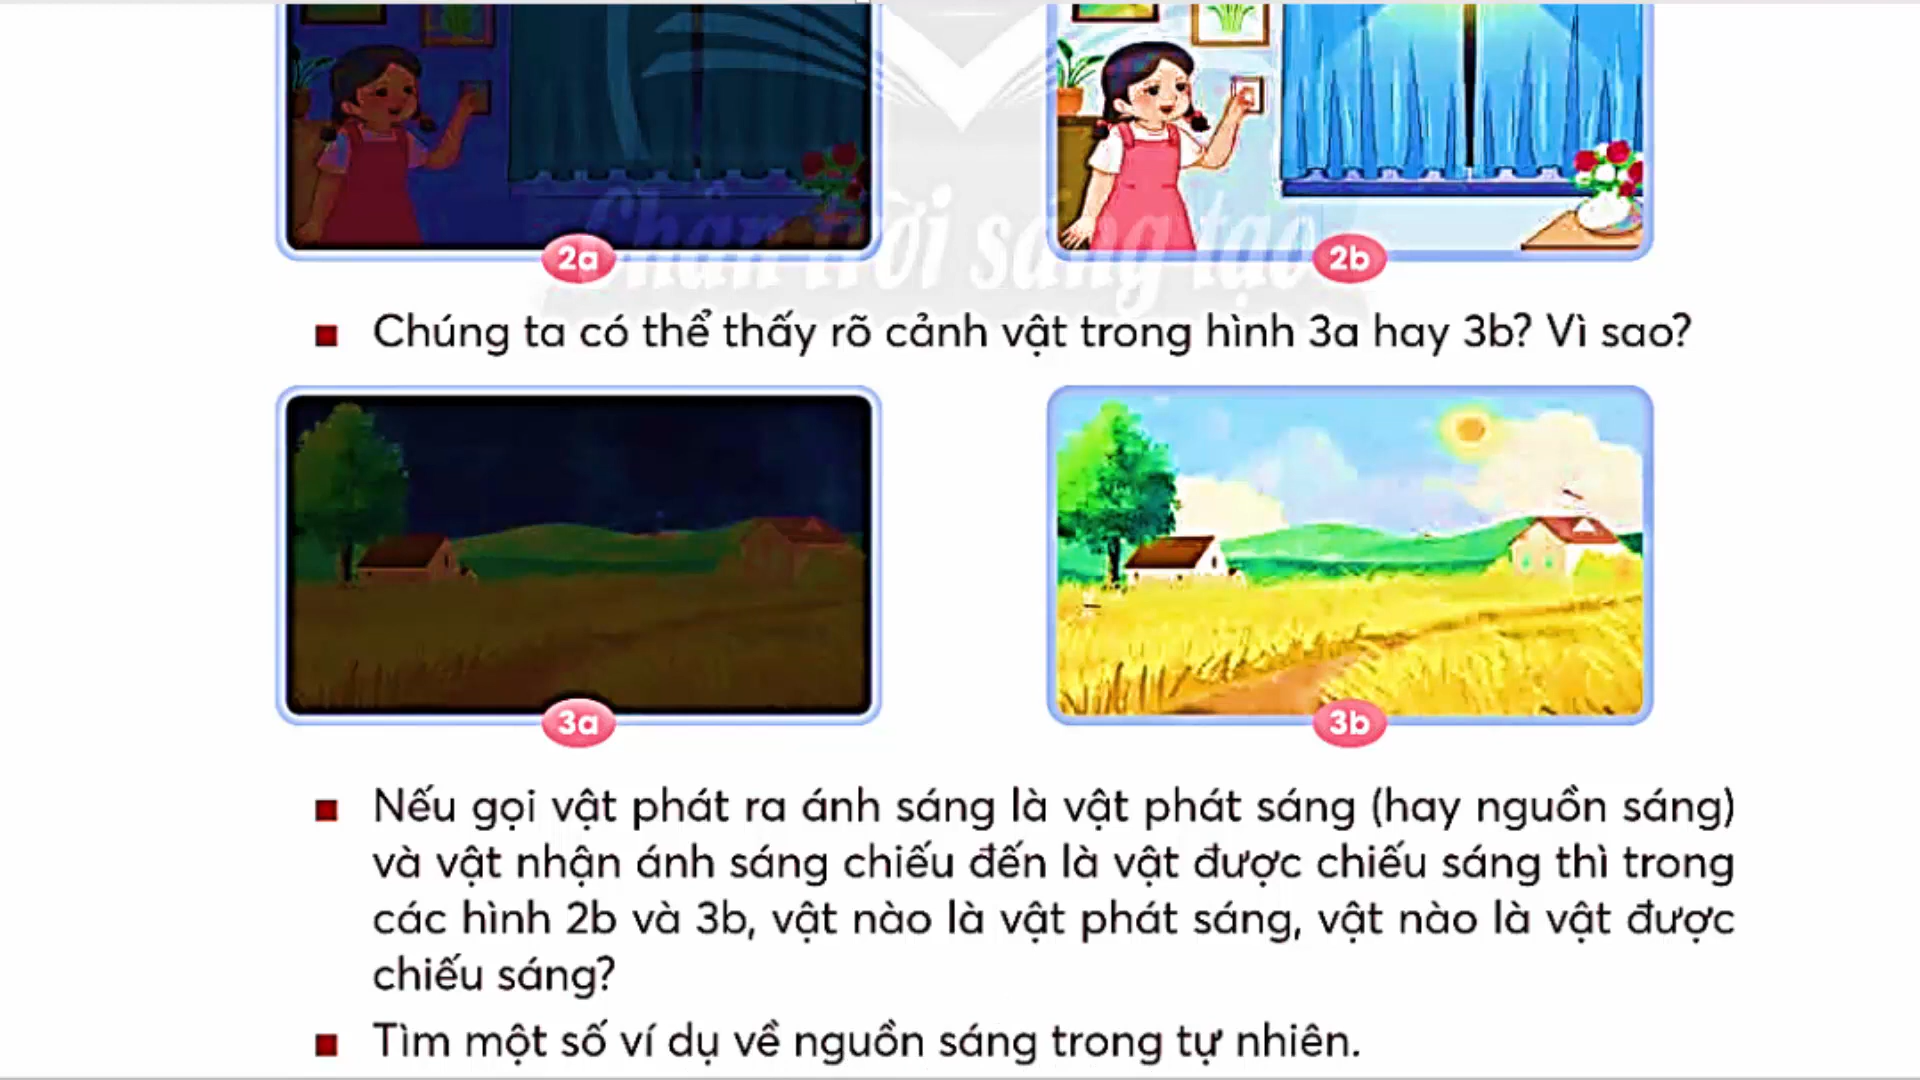 Chân trời sáng tạo
2a
2b
Chúng ta có thể thấy rõ cảnh vật trong hình 3a hay 3b? Vì sao?
3a
3b
Nếu gọi vật phát ra ánh sáng là vật phát sáng (hay nguồn sáng)
và vật nhận ánh sáng chiếu đến là vật được chiếu sáng thì trong
các hình 2b và 3b, vật nào là vật phát sáng, vật nào là vật được
chiếu sáng?
Tìm một số ví dụ về nguồn sáng trong tự nhiên.